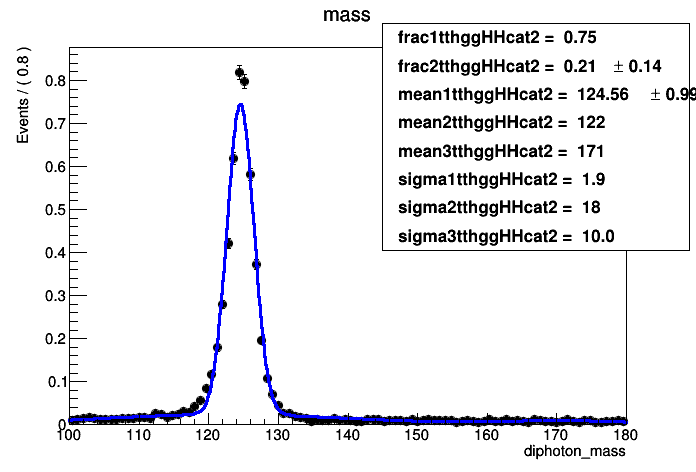 mass
frac1tthggHHcat2 = 0.75
frac2tthggHHcat2 = 0.21 ± 0.14
mean1tthggHHcat2 = 124.56 ± 0.99
mean2tthggHHcat2 = 122
mean3tthggHHcat2 = 171
sigma1tthggHHcat2 = 1.9
sigma2tthggHHcat2 = 18
sigma3tthggHHcat2 = 10.0
Events / ( 0.8 )
0.8
0.7
0.6
0.5
0.4
0.3
0.2
0.1
0
100 110 120 130 140 150 160 170 180
diphoton_mass